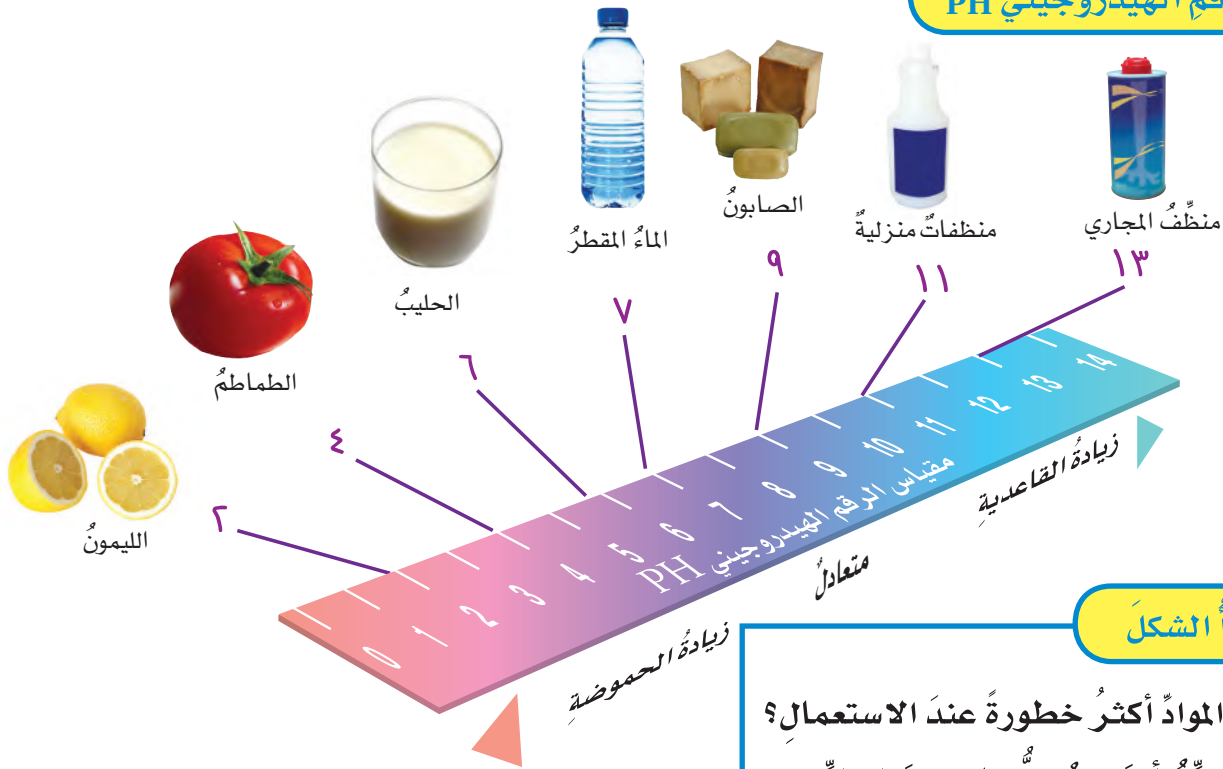 الهيدروجيني PH
منظِّفُ المجاري
١٣
منظفاتٌ منزليةٌ
١١
الصابونُ
٩
الماءُ المقطرُ
٧
الحليبُ
٦
الطماطمُ
٤
الليمونُ
٢
0 1 2 3 4 5 6 7 8 9 10 11 12 13 14
مقياس الرقم الهيدروجيني PH
زيادةُ القاعديةِ
متعادلٌ
زيادةُ الحموضةِ
الشكلَ
الموادِّ أكثرُ خطورةً عندَ الاستعمالِ؟